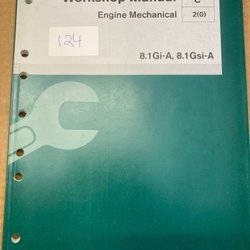 Workshop Manual
C
Engine Mechanical
2(0)
124
8.1Gi-A, 8.1Gsi-A